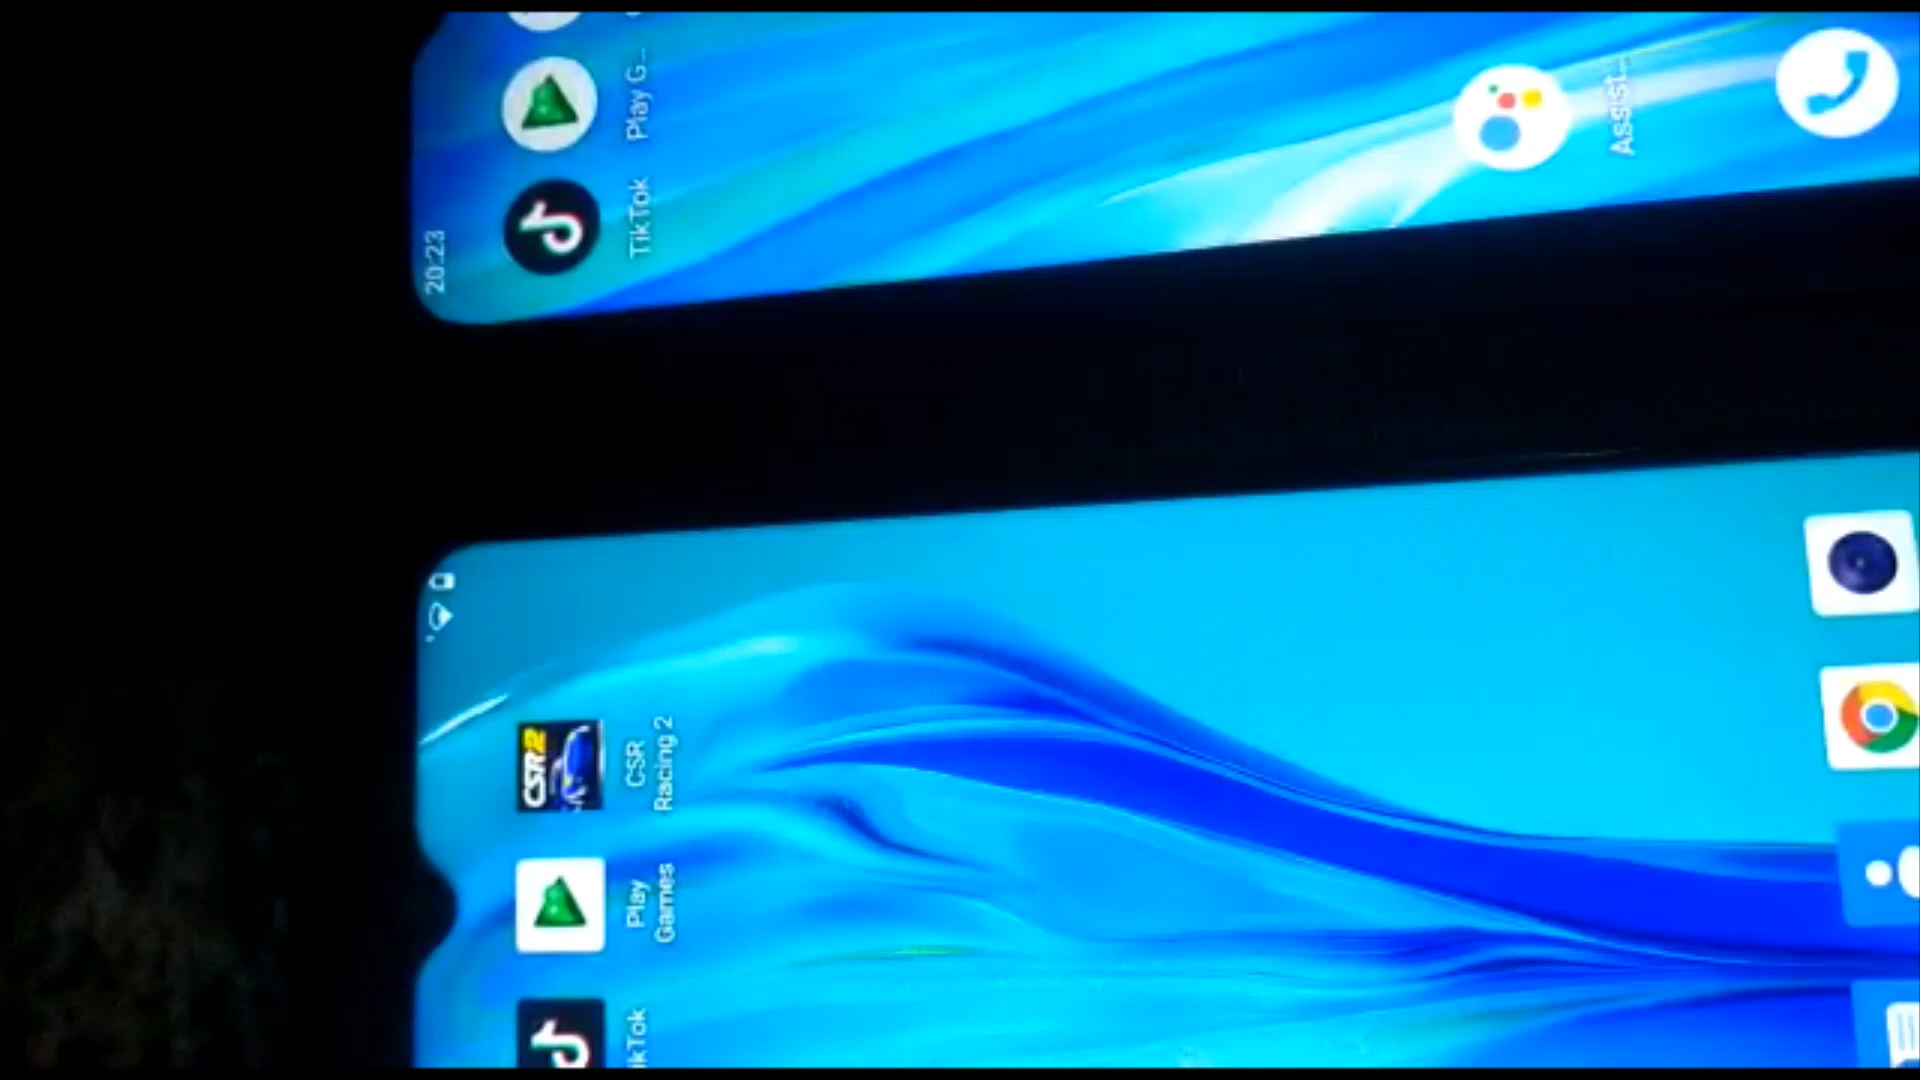 20:23
TikTok
Play G...
Assist...
CSR2
CSR
Racing 2
Play
Games
ikTok